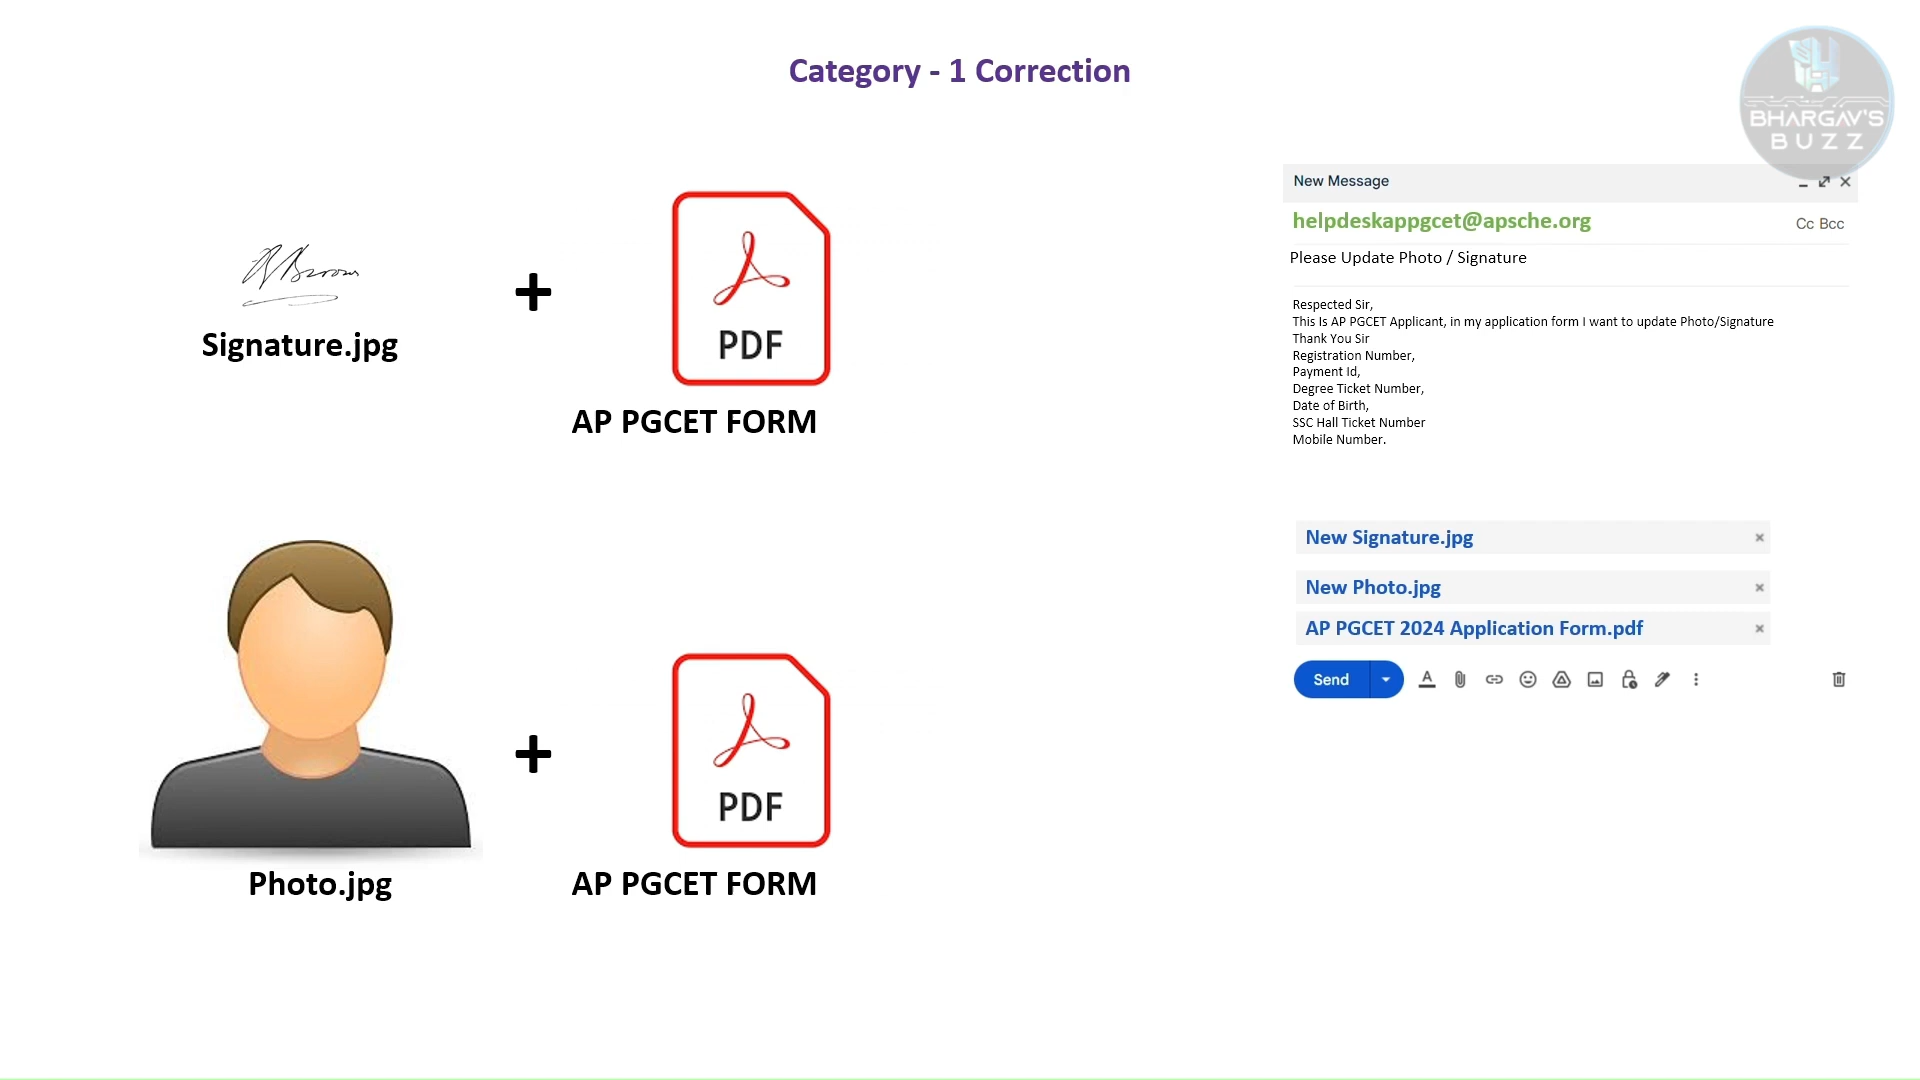 Category - 1 Correction
BHARGAV'S
BUZZ
Signature.jpg
+
PDF
AP PGCET FORM
Photo.jpg
+
PDF
AP PGCET FORM
New Message
helpdeskappgcet@apsche.org
Cc Bcc
Please Update Photo / Signature
Respected Sir,
This Is AP PGCET Applicant, in my application form I want to update Photo/Signature
Thank You Sir
Registration Number,
Payment Id,
Degree Ticket Number,
Date of Birth,
SSC Hall Ticket Number
Mobile Number.
New Signature.jpg
New Photo.jpg
AP PGCET 2024 Application Form.pdf
Send